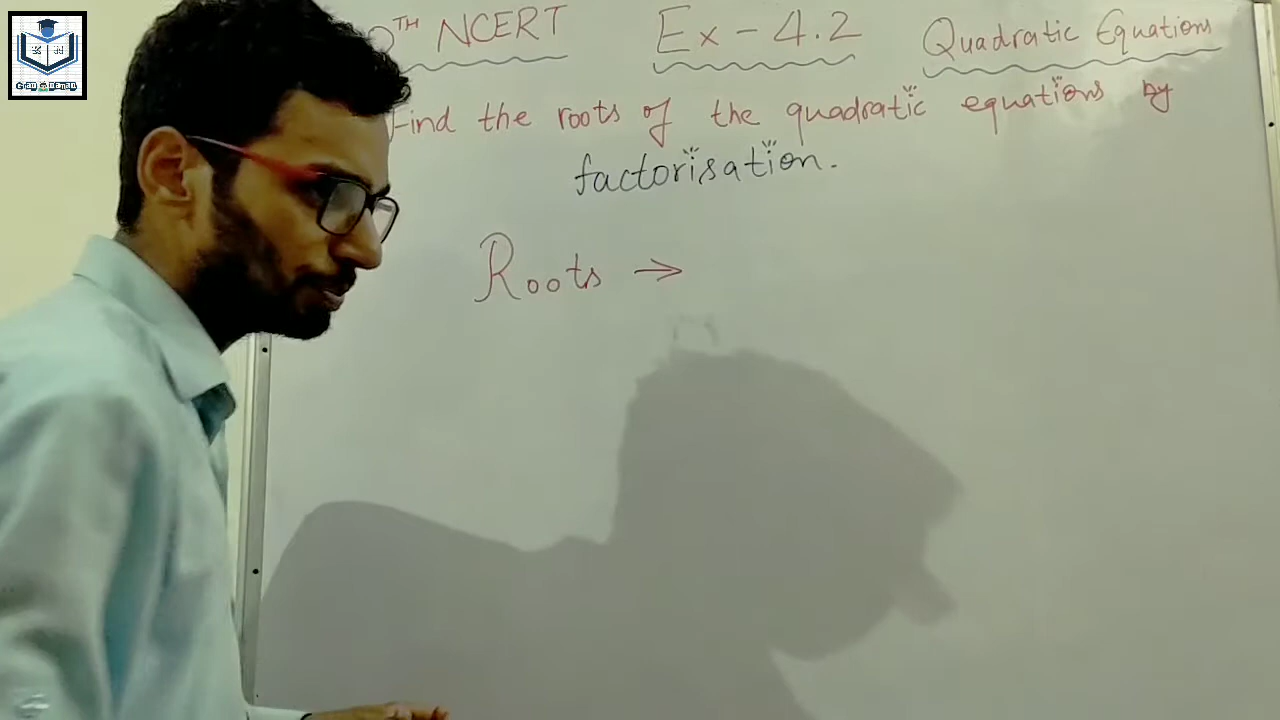 TH NCERT Ex-4.2 Quadratic Equations
Find the roots of the quadratic equations by
factorisation.
Roots →